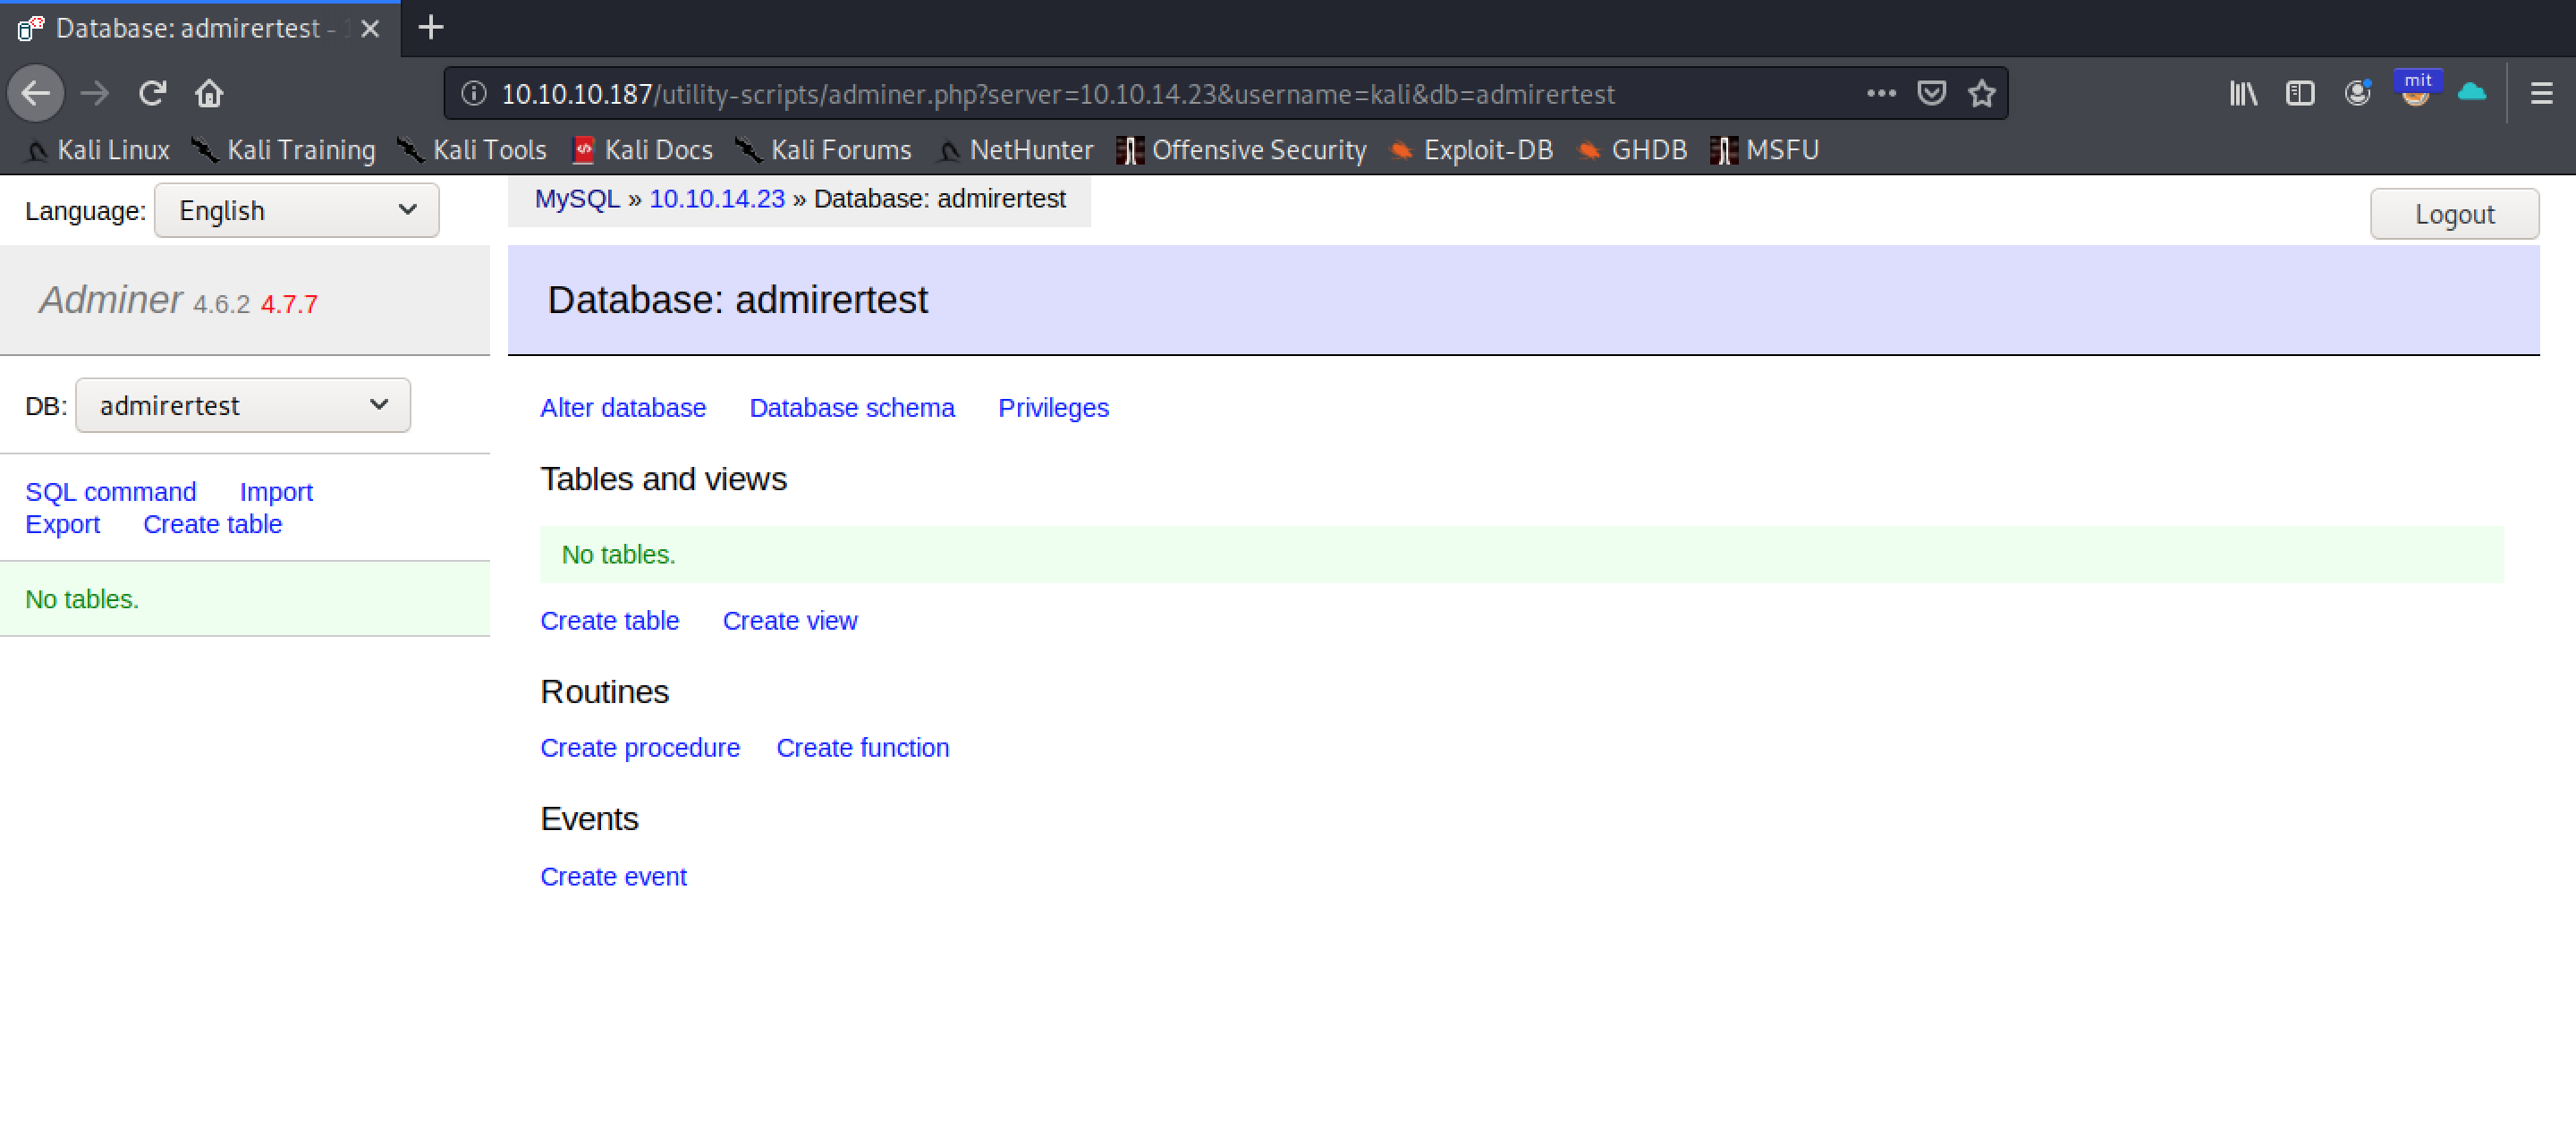 Database: admirertest -
10.10.10.187/utility-scripts/adminer.php?server=10.10.14.23&username=kali&db=admirertest
mit
Kali Linux Kali Training Kali Tools Kali Docs Kali Forums NetHunter Offensive Security Exploit-DB GHDB MSFU
Language: English
MySQL » 10.10.14.23 » Database: admirertest
Logout
Adminer 4.6.2 4.7.7
Database: admirertest
DB: admirertest
Alter database Database schema Privileges
SQL command Import
Export Create table
Tables and views
No tables.
No tables.
Create table Create view
Routines
Create procedure Create function
Events
Create event